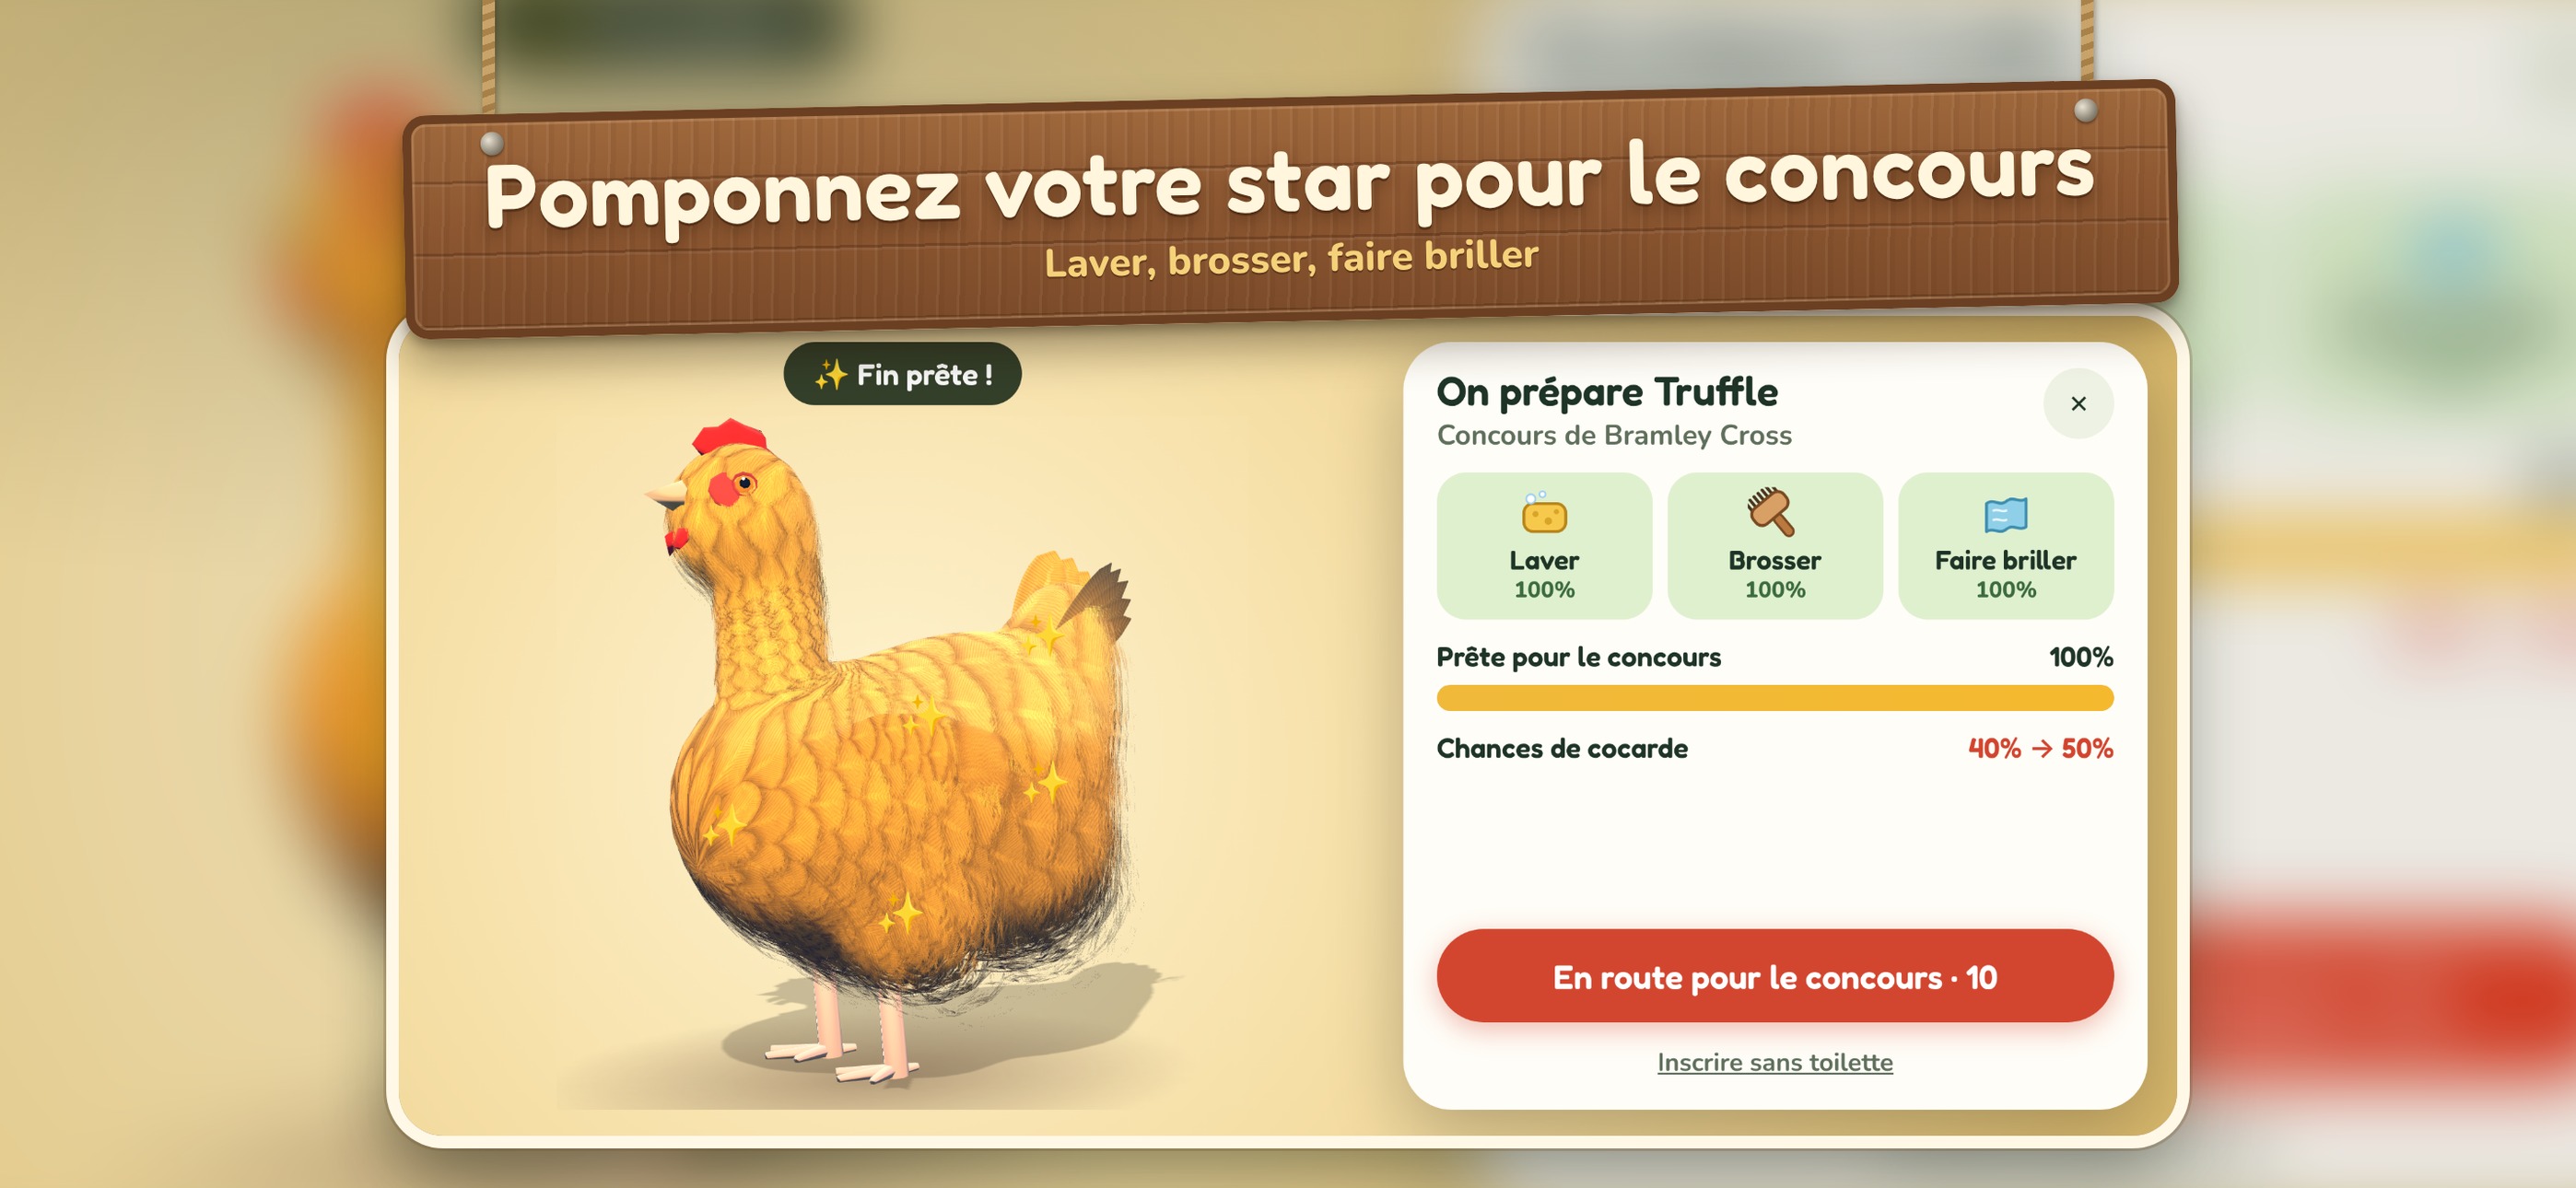 Pomponnez votre star pour le concours
Laver, brosser, faire briller
✨ Fin prête !
On prépare Truffle
×
Concours de Bramley Cross
Laver
100%
Brosser
100%
Faire briller
100%
Prête pour le concours 100%
Chances de cocarde 40% → 50%
En route pour le concours · 10
Inscrire sans toilette